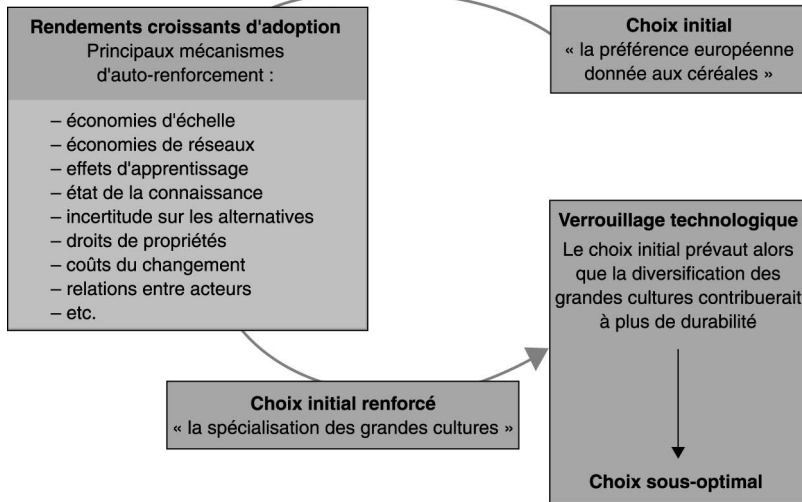 Rendements croissants d'adoption
Principaux mécanismes
d'auto-renforcement :
– économies d'échelle
– économies de réseaux
– effets d'apprentissage
– état de la connaissance
– incertitude sur les alternatives
– droits de propriétés
– coûts du changement
– relations entre acteurs
– etc.
Choix initial
« la préférence européenne
donnée aux céréales »
Choix initial renforcé
« la spécialisation des grandes cultures »
Verrouillage technologique
Le choix initial prévaut alors
que la diversification des
grandes cultures contribuerait
à plus de durabilité
Choix sous-optimal